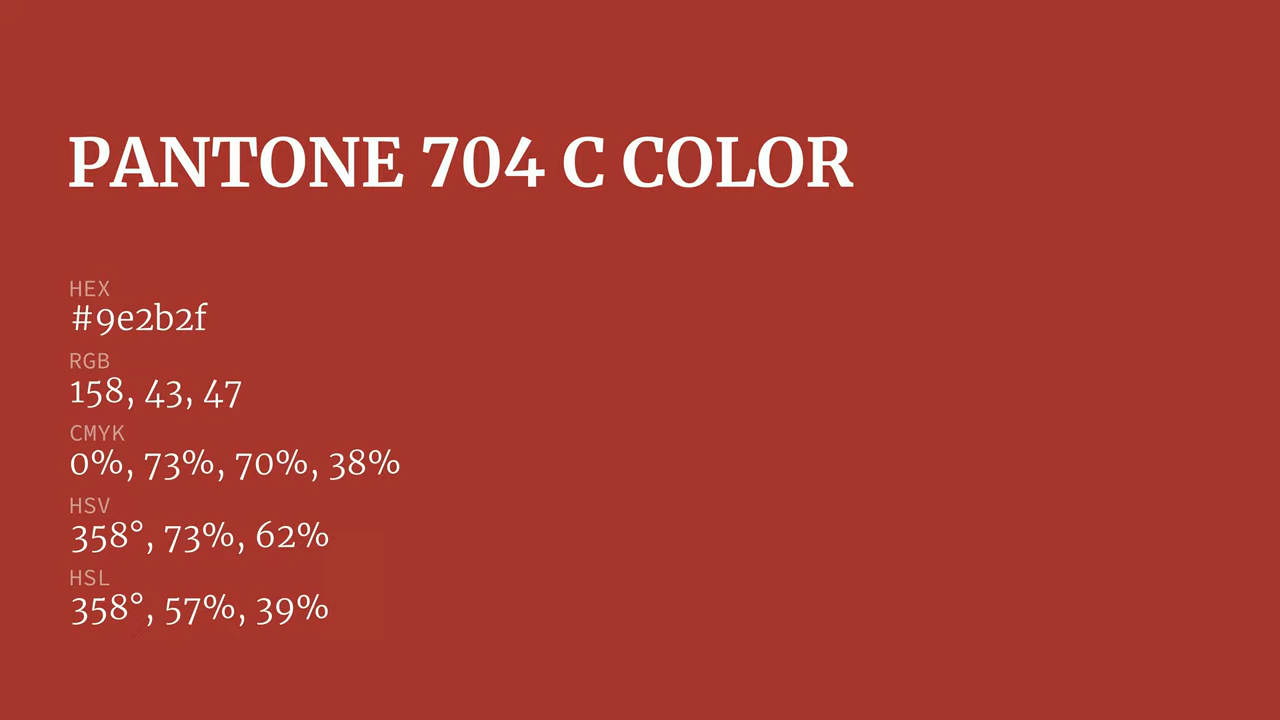 PANTONE 704 C COLOR
HEX
#9e2b2f
RGB
158, 43, 47
CMYK
0%, 73%, 70%, 38%
HSV
358°, 73%, 62%
HSL
358°, 57%, 39%